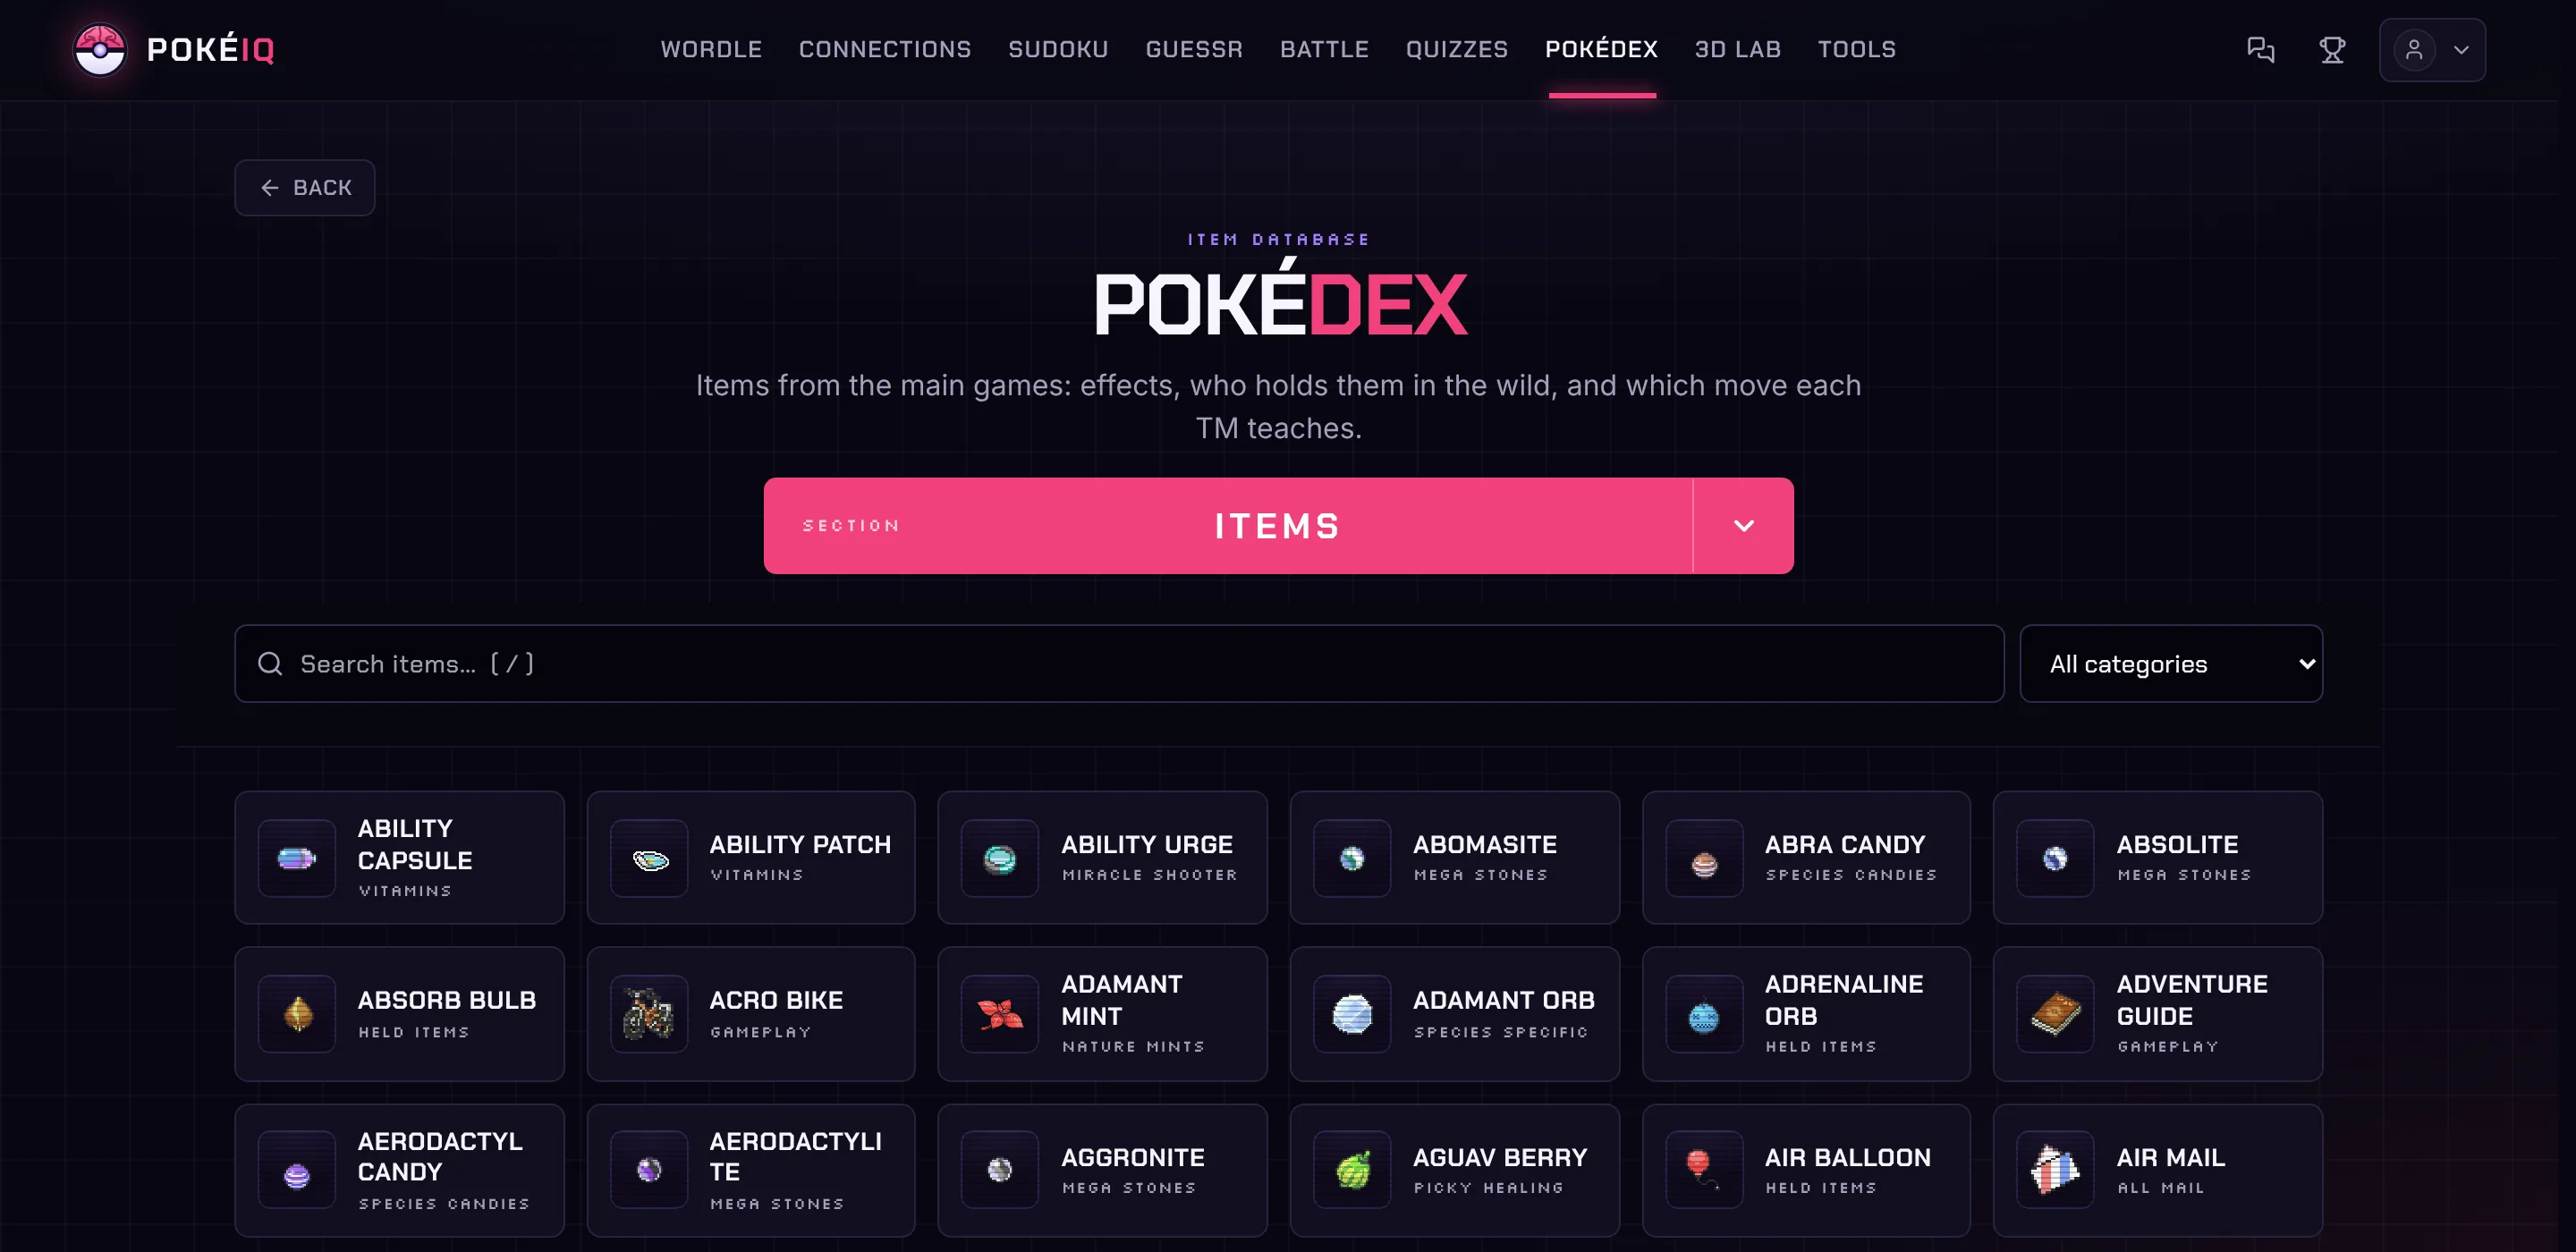 POKÉIQ
WORDLE CONNECTIONS SUDOKU GUESSR BATTLE QUIZZES POKÉDEX 3D LAB TOOLS
BACK
ITEM DATABASE
POKÉDEX
Items from the main games: effects, who holds them in the wild, and which move each
TM teaches.
SECTION ITEMS
Search items... [/]
All categories
ABILITY
CAPSULE
VITAMINS
ABILITY PATCH
VITAMINS
ABILITY URGE
MIRACLE SHOOTER
ABOMASITE
MEGA STONES
ABRA CANDY
SPECIES CANDIES
ABSOLITE
MEGA STONES
ABSORB BULB
HELD ITEMS
ACRO BIKE
GAMEPLAY
ADAMANT
MINT
NATURE MINTS
ADAMANT ORB
SPECIES SPECIFIC
ADRENALINE
ORB
HELD ITEMS
ADVENTURE
GUIDE
GAMEPLAY
AERODACTYL
CANDY
SPECIES CANDIES
AERODACTYLI
TE
MEGA STONES
AGGRONITE
MEGA STONES
AGUAV BERRY
PICKY HEALING
AIR BALLOON
HELD ITEMS
AIR MAIL
ALL MAIL